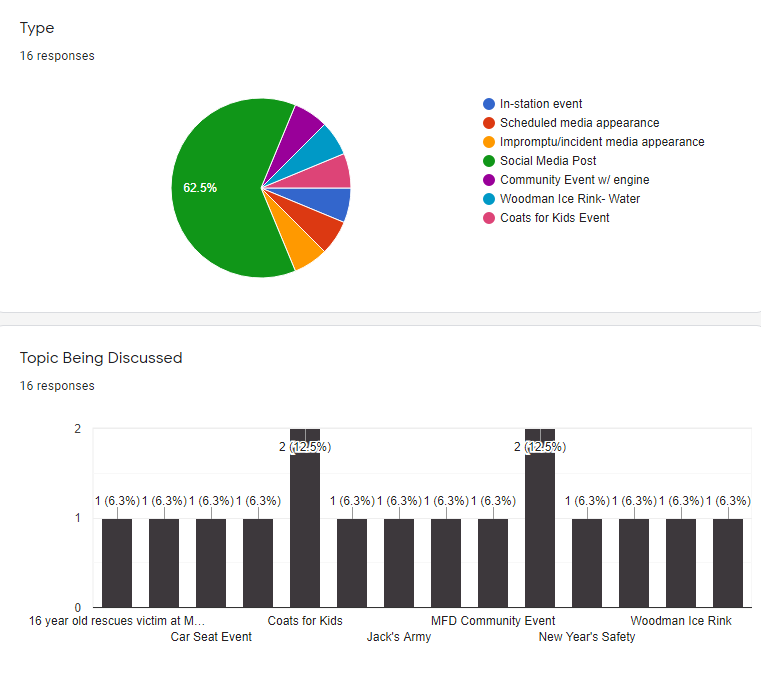 Type
16 responses
62.5%
In-station event
Scheduled media appearance
Impromptu/incident media appearance
Social Media Post
Community Event w/ engine
Woodman Ice Rink- Water
Coats for Kids Event
Topic Being Discussed
16 responses
2
2 (12.5%) 2 (12.5%)
1 (6.3%) 1 (6.3%) 1 (6.3%) 1 (6.3%) 1 (6.3%) 1 (6.3%) 1 (6.3%) 1 (6.3%) 1 (6.3%) 1 (6.3%) 1 (6.3%) 1 (6.3%)
1
0
16 year old rescues victim at M… Coats for Kids MFD Community Event Woodman Ice Rink
Car Seat Event Jack's Army New Year's Safety